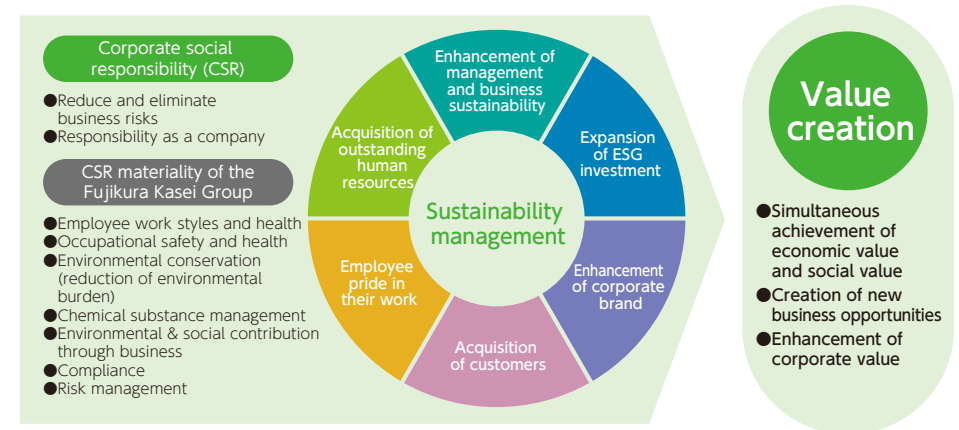 Corporate social
responsibility (CSR)
●Reduce and eliminate
business risks
●Responsibility as a company
CSR materiality of the
Fujikura Kasei Group
●Employee work styles and health
●Occupational safety and health
●Environmental conservation
(reduction of environmental
burden)
●Chemical substance management
●Environmental & social contribution
through business
●Compliance
●Risk management
Enhancement of
management
and business
sustainability
Expansion
of ESG
investment
Enhancement
of corporate
brand
Acquisition
of customers
Employee
pride in
their work
Acquisition of
outstanding
human
resources
Sustainability
management
Value
creation
●Simultaneous
achievement of
economic value
and social value
●Creation of new
business opportunities
●Enhancement of
corporate value